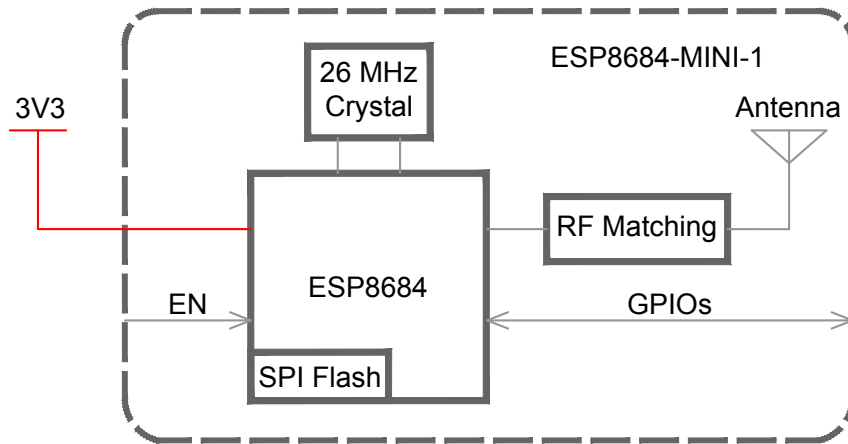 ESP8684-MINI-1
26 MHz
Crystal
3V3
Antenna
RF Matching
ESP8684
EN
GPIOs
SPI Flash